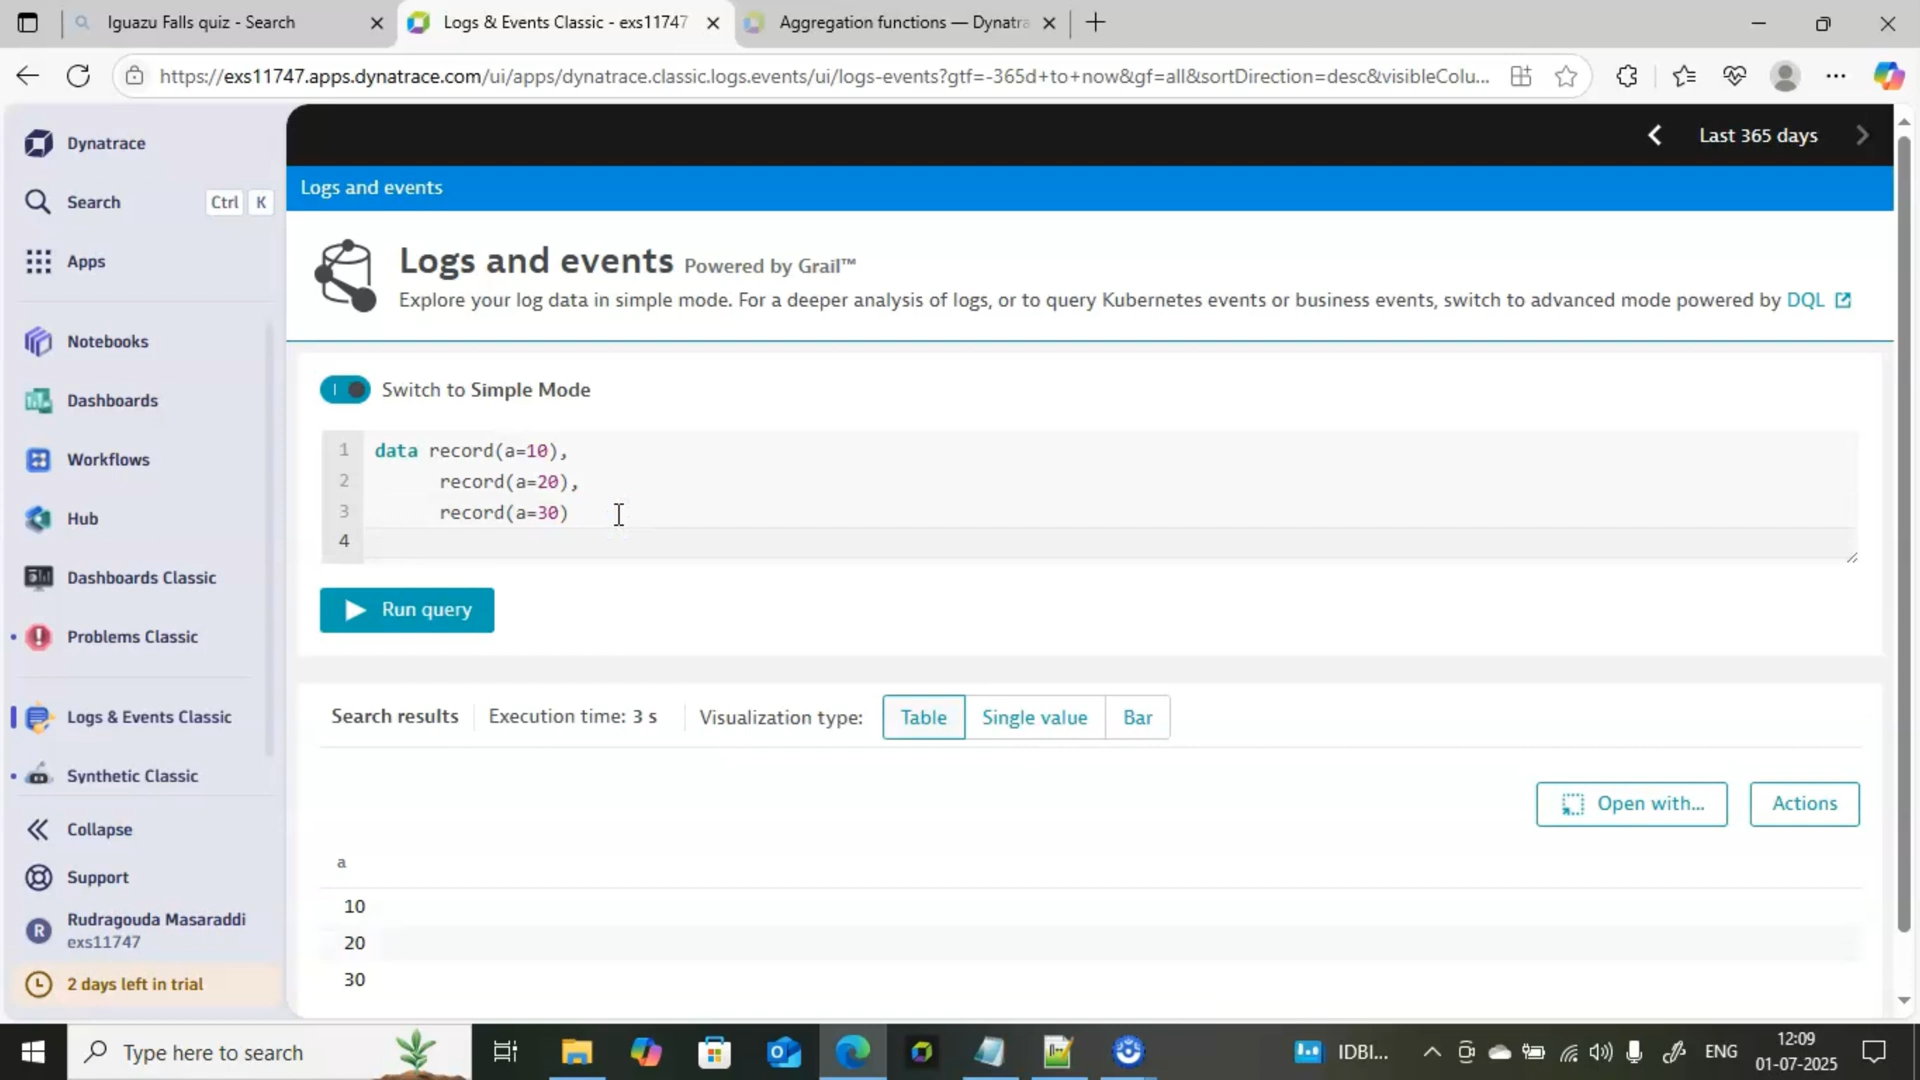 Iguazu Falls quiz - Search
Logs & Events Classic - exs11747
Aggregation functions — Dynatra
https://exs11747.apps.dynatrace.com/ui/apps/dynatrace.classic.logs.events/ui/logs-events?gtf=-365d+to+now&gf=all&sortDirection=desc&visibleColu...
Dynatrace
Search Ctrl K
Apps
Notebooks
Dashboards
Workflows
Hub
Dashboards Classic
Problems Classic
Logs & Events Classic
Synthetic Classic
Collapse
Support
R
Rudragouda Masaraddi
exs11747
2 days left in trial
Last 365 days
Logs and events
Logs and events Powered by Grail™
Explore your log data in simple mode. For a deeper analysis of logs, or to query Kubernetes events or business events, switch to advanced mode powered by DQL
Switch to Simple Mode
1 data record(a=10),
2 record(a=20),
3 record(a=30)
4
Run query
Search results Execution time: 3 s Visualization type: Table Single value Bar
Open with... Actions
a
10
20
30
Type here to search
IDBI...
ENG
12:09
01-07-2025